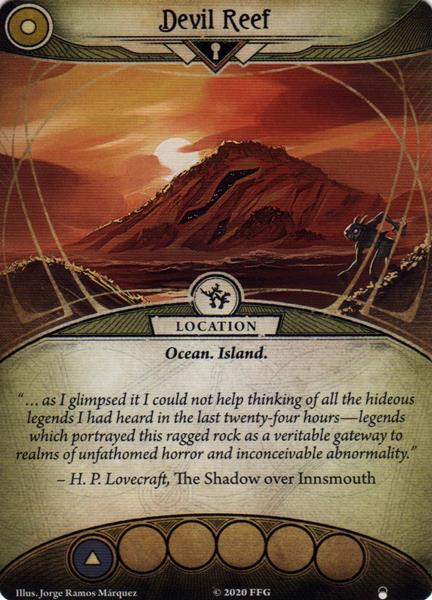 Devil Reef
LOCATION
Ocean. Island.
“… as I glimpsed it I could not help thinking of all the hideous
legends I had heard in the last twenty-four hours—legends
which portrayed this ragged rock as a veritable gateway to
realms of unfathomed horror and inconceivable abnormality.”
– H. P. Lovecraft, The Shadow over Innsmouth
Illus. Jorge Ramos Márquez
© 2020 FFG